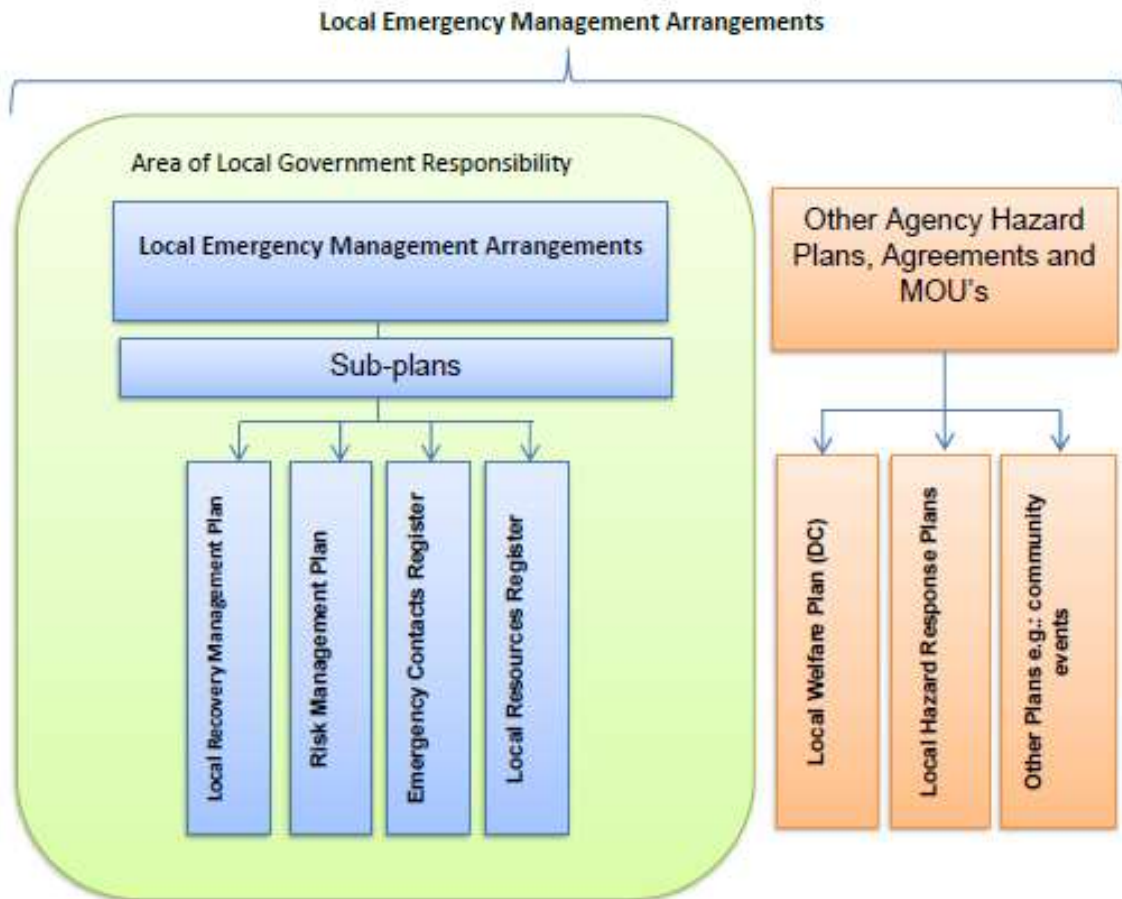 Local Emergency Management Arrangements
Area of Local Government Responsibility
Local Emergency Management Arrangements
Sub-plans
Local Recovery Management Plan
Risk Management Plan
Emergency Contacts Register
Local Resources Register
Other Agency Hazard
Plans, Agreements and
MOU's
Local Welfare Plan (DC)
Local Hazard Response Plans
Other Plans e.g.: community
events